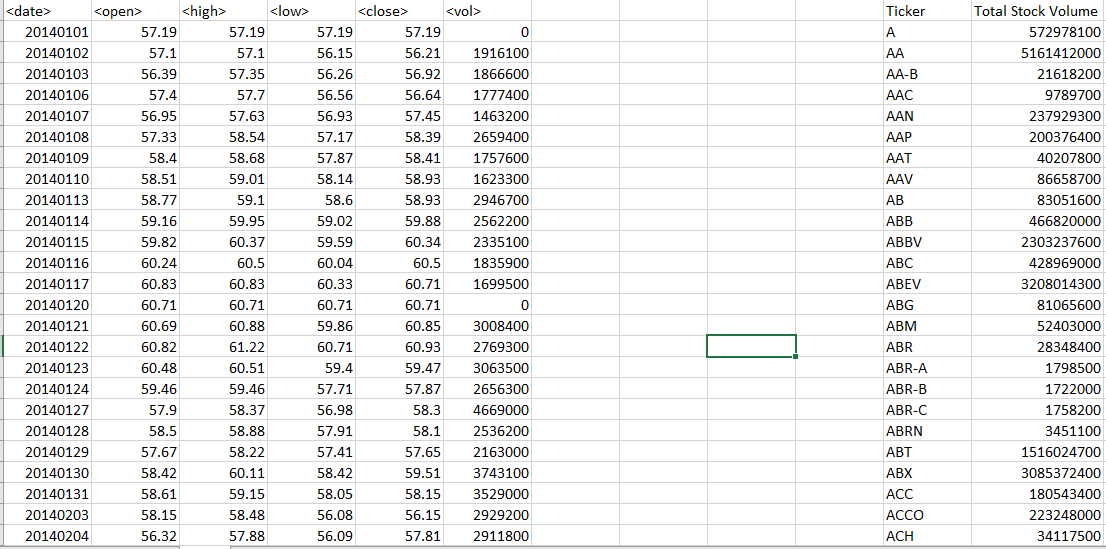 <date> <open> <high> <low> <close> <vol> Ticker Total Stock Volume
20140101 57.19 57.19 57.19 57.19 0 A 572978100
20140102 57.1 57.1 56.15 56.21 1916100 AA 5161412000
20140103 56.39 57.35 56.26 56.92 1866600 AA-B 21618200
20140106 57.4 57.7 56.56 56.64 1777400 AAC 9789700
20140107 56.95 57.63 56.93 57.45 1463200 AAN 237929300
20140108 57.33 58.54 57.17 58.39 2659400 AAP 200376400
20140109 58.4 58.68 57.87 58.41 1757600 AAT 40207800
20140110 58.51 59.01 58.14 58.93 1623300 AAV 86658700
20140113 58.77 59.1 58.6 58.93 2946700 AB 83051600
20140114 59.16 59.95 59.02 59.88 2562200 ABB 466820000
20140115 59.82 60.37 59.59 60.34 2335100 ABBV 2303237600
20140116 60.24 60.5 60.04 60.5 1835900 ABC 428969000
20140117 60.83 60.83 60.33 60.71 1699500 ABEV 3208014300
20140120 60.71 60.71 60.71 60.71 0 ABG 81065600
20140121 60.69 60.88 59.86 60.85 3008400 ABM 52403000
20140122 60.82 61.22 60.71 60.93 2769300 ABR 28348400
20140123 60.48 60.51 59.4 59.47 3063500 ABR-A 1798500
20140124 59.46 59.46 57.71 57.87 2656300 ABR-B 1722000
20140127 57.9 58.37 56.98 58.3 4669000 ABR-C 1758200
20140128 58.5 58.88 57.91 58.1 2536200 ABRN 3451100
20140129 57.67 58.22 57.41 57.65 2163000 ABT 1516024700
20140130 58.42 60.11 58.42 59.51 3743100 ABX 3085372400
20140131 58.61 59.15 58.05 58.15 3529000 ACC 180543400
20140203 58.15 58.48 56.08 56.15 2929200 ACCO 223248000
20140204 56.32 57.88 56.09 57.81 2911800 ACH 34117500